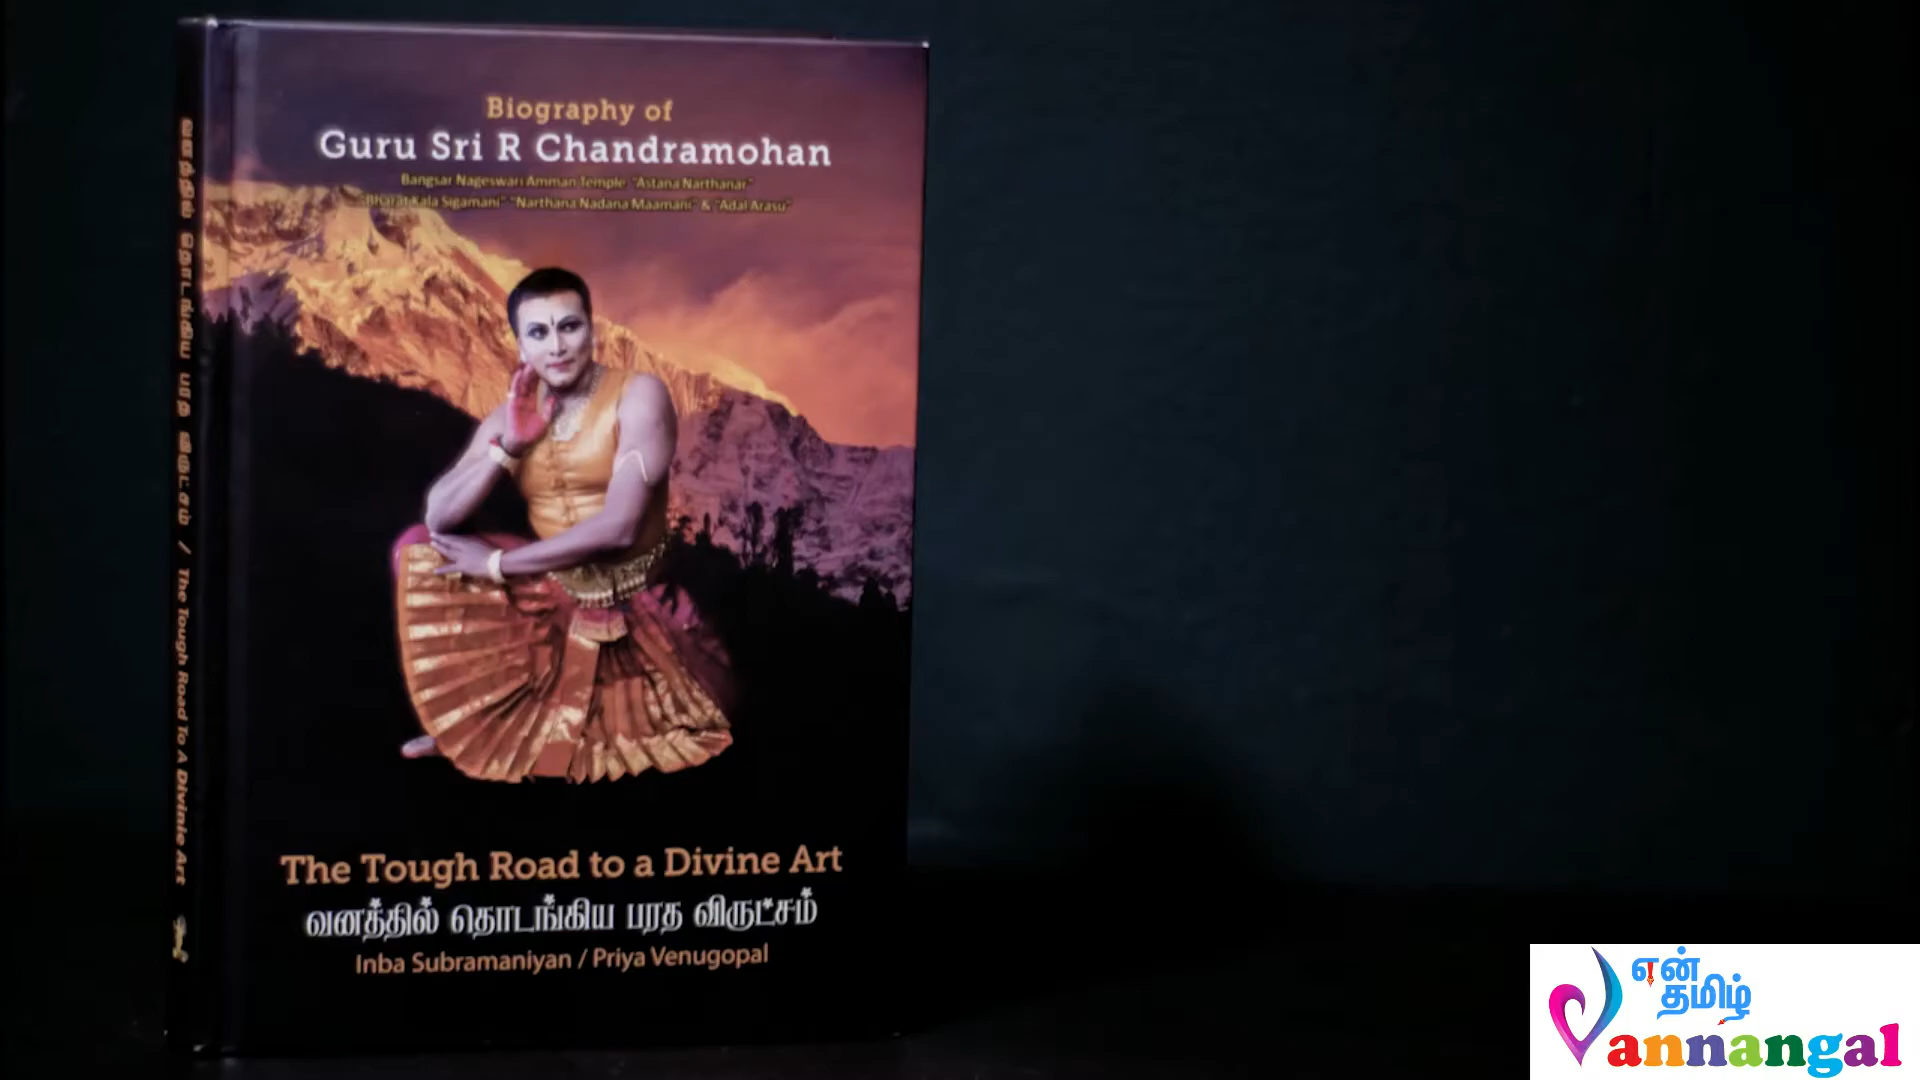 Biography of
Guru Sri R Chandramohan
Bangsar Nageswari Amman Temple "Astana Narthanar"
"Bharat Kala Sigamani" "Narthana Nadana Maamani" & "Adal Arasu"
The Tough Road to a Divine Art
வனத்தில் தொடங்கிய பரத விருட்சம்
Inba Subramaniyan / Priya Venugopal
வனத்தில் தொடங்கிய பரத விருட்சம் / The Tough Road To A Divinie Art
என்
தமிழ்
Vannangal